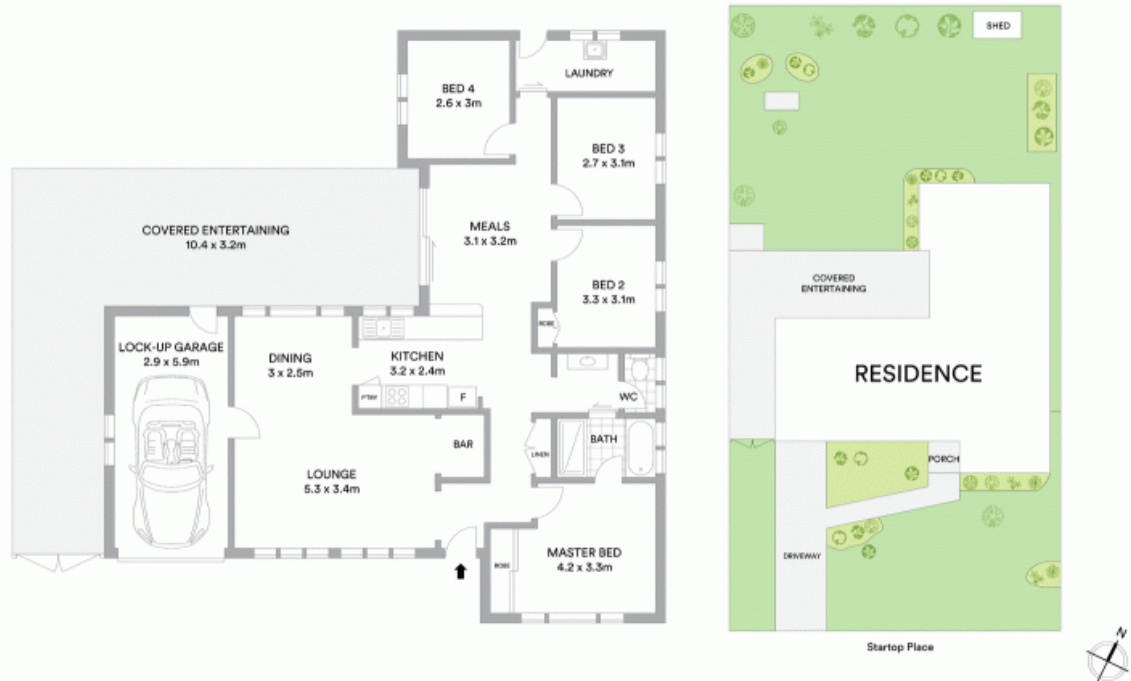 BED 4
2.6 x 3m
LAUNDRY
BED 3
2.7 x 3.1m
COVERED ENTERTAINING
10.4 x 3.2m
MEALS
3.1 x 3.2m
BED 2
3.3 x 3.1m
ROBE
LOCK-UP GARAGE
2.9 x 5.9m
DINING
3 x 2.5m
KITCHEN
3.2 x 2.4m
PTRY
F
WC
BAR
LINEN
BATH
LOUNGE
5.3 x 3.4m
ROBE
MASTER BED
4.2 x 3.3m
SHED
COVERED
ENTERTAINING
RESIDENCE
PORCH
DRIVEWAY
Startop Place
N